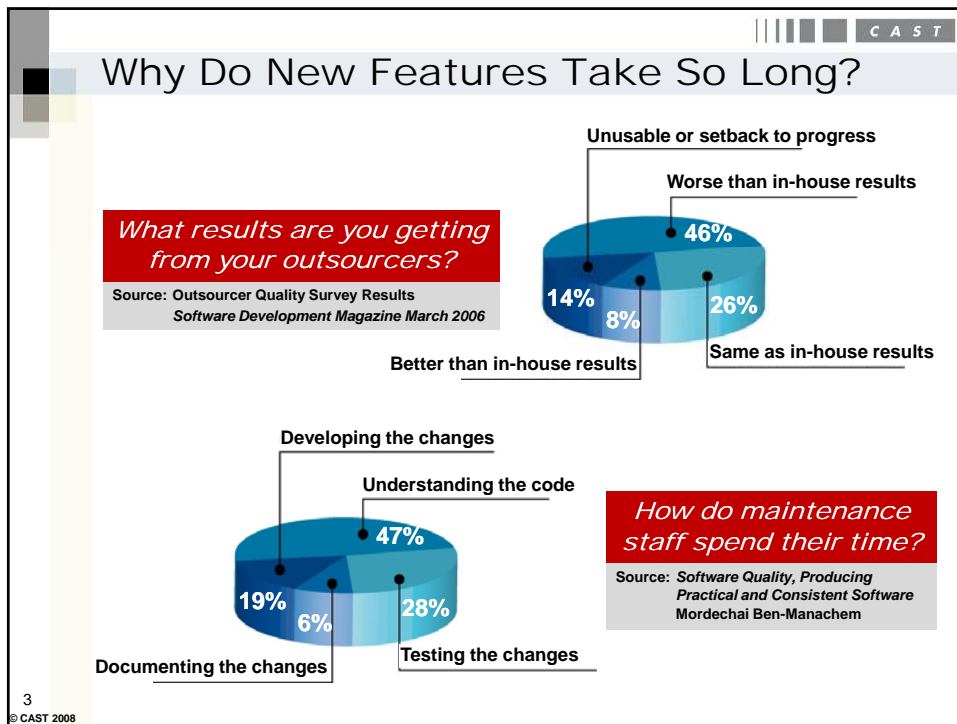 C A S T
Why Do New Features Take So Long?
Unusable or setback to progress
Worse than in-house results
What results are you getting
from your outsourcers?
Source: Outsourcer Quality Survey Results
Software Development Magazine March 2006
46%
14%
8%
26%
Better than in-house results
Same as in-house results
Developing the changes
Understanding the code
47%
19%
6%
28%
Documenting the changes
Testing the changes
How do maintenance
staff spend their time?
Source: Software Quality, Producing
Practical and Consistent Software
Mordechai Ben-Manachem
3
© CAST 2008